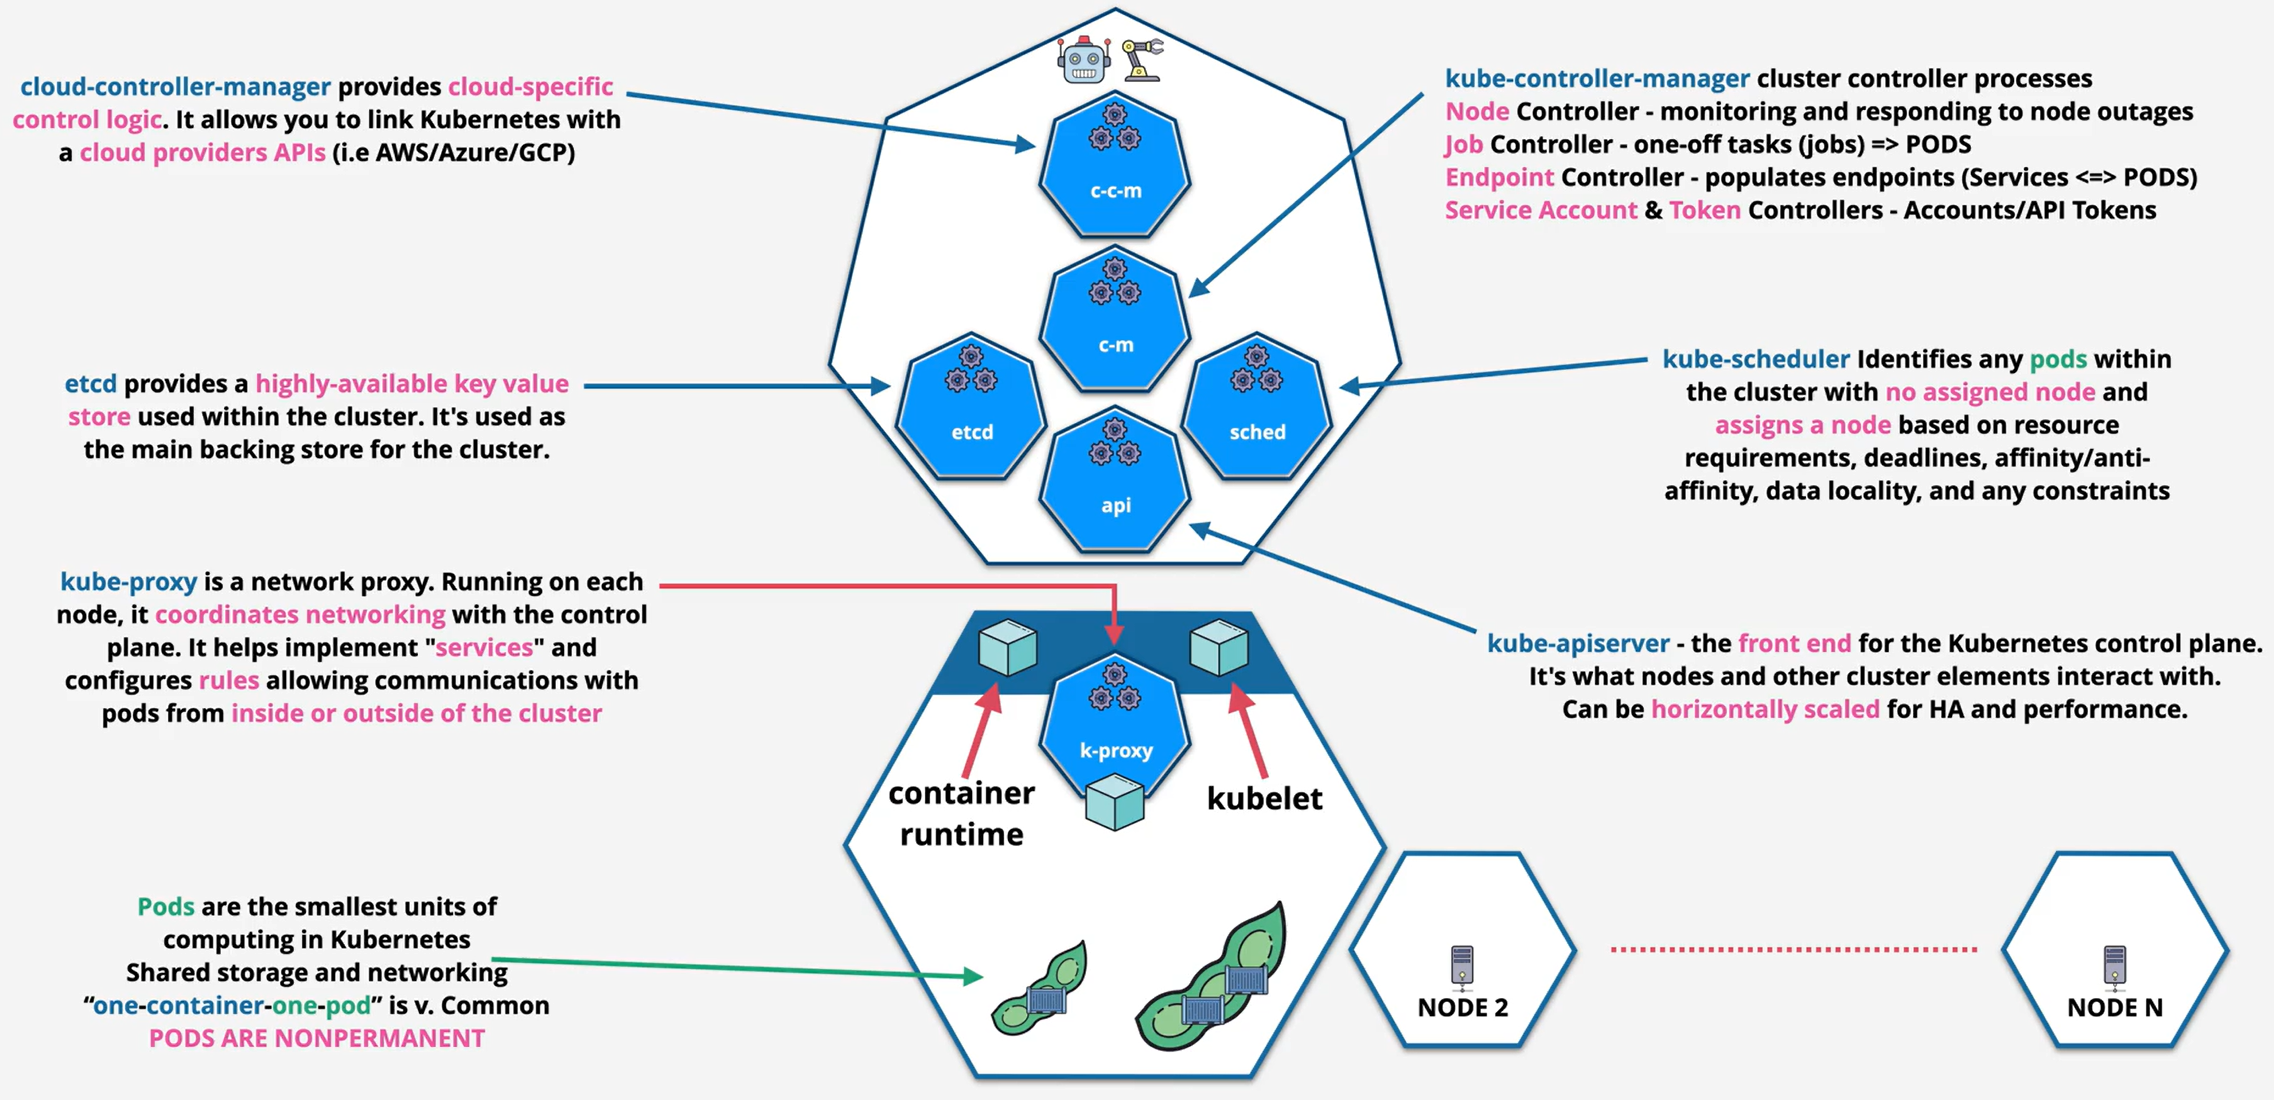 cloud-controller-manager provides cloud-specific
control logic. It allows you to link Kubernetes with
a cloud providers APIs (i.e AWS/Azure/GCP)
kube-controller-manager cluster controller processes
Node Controller - monitoring and responding to node outages
Job Controller - one-off tasks (jobs) => PODS
Endpoint Controller - populates endpoints (Services <=> PODS)
Service Account & Token Controllers - Accounts/API Tokens
c-c-m
c-m
etcd
sched
api
etcd provides a highly-available key value
store used within the cluster. It's used as
the main backing store for the cluster.
kube-scheduler Identifies any pods within
the cluster with no assigned node and
assigns a node based on resource
requirements, deadlines, affinity/anti-
affinity, data locality, and any constraints
kube-proxy is a network proxy. Running on each
node, it coordinates networking with the control
plane. It helps implement "services" and
configures rules allowing communications with
pods from inside or outside of the cluster
kube-apiserver - the front end for the Kubernetes control plane.
It's what nodes and other cluster elements interact with.
Can be horizontally scaled for HA and performance.
k-proxy
container
runtime
kubelet
Pods are the smallest units of
computing in Kubernetes
Shared storage and networking
“one-container-one-pod” is v. Common
PODS ARE NONPERMANENT
NODE 2
NODE N